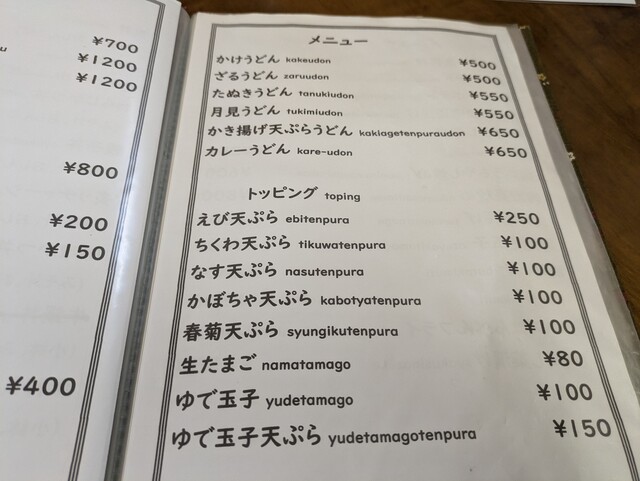 ¥700
u
¥1200
¥1200
¥800
¥200
¥150
¥400
メニュー
かけうどん kakeudon ¥500
ざるうどん zaruudon ¥500
たぬきうどん tanukiudon ¥550
月見うどん tukimiudon ¥550
かき揚げ天ぷらうどん kakiagetenpuraudon ¥650
カレーうどん kare-udon ¥650
トッピング toping
えび天ぷら ebitenpura ¥250
ちくわ天ぷら tikuwatenpura ¥100
なす天ぷら nasutenpura ¥100
かぼちゃ天ぷら kabotyatenpura ¥100
春菊天ぷら syungikutenpura ¥100
生たまご namatamago ¥80
ゆで玉子 yudetamago ¥100
ゆで玉子天ぷら yudetamagotenpura ¥150